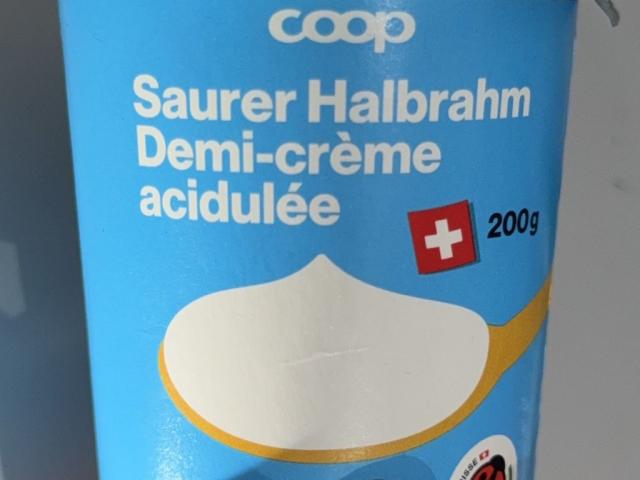 coop
Saurer Halbrahm
Demi-crème
acidulée
200g